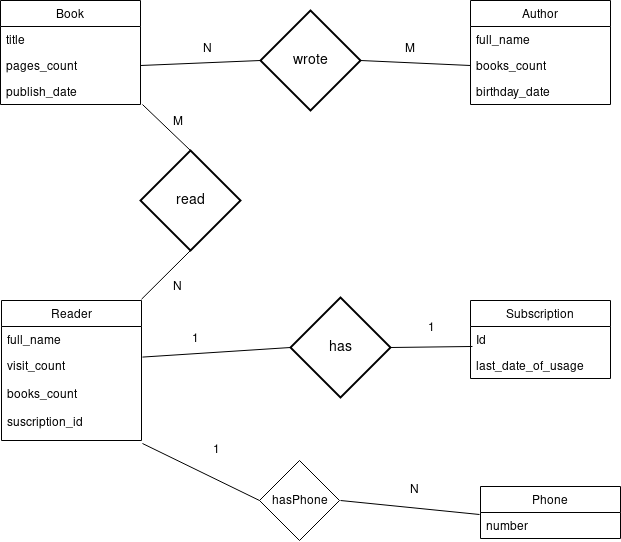 Book
title
pages_count
publish_date
N
wrote
M
Author
full_name
books_count
birthday_date
M
read
N
Reader
full_name
visit_count
books_count
suscription_id
1
has
1
Subscription
Id
last_date_of_usage
1
hasPhone
N
Phone
number